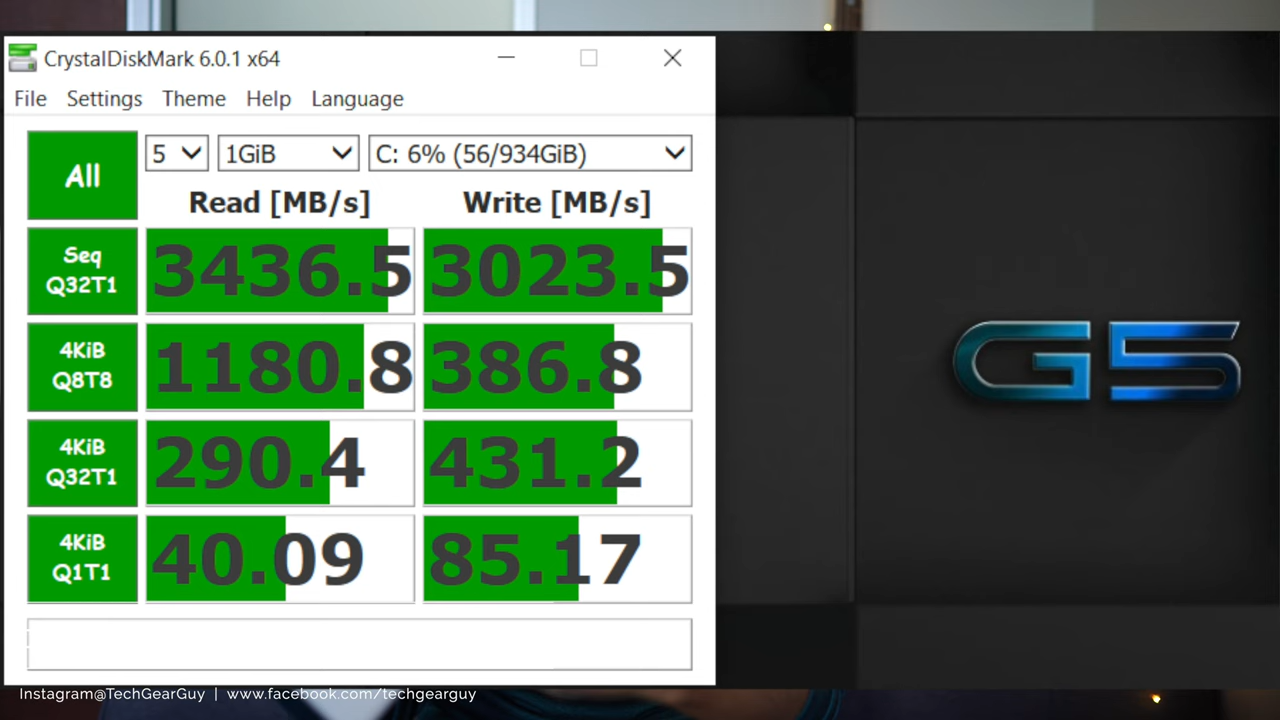 CrystalDiskMark 6.0.1 x64
File Settings Theme Help Language
All
5 1GiB C: 6% (56/934GiB)
Read [MB/s] Write [MB/s]
Seq
Q32T1
3436.5 3023.5
4KiB
Q8T8
1180.8 386.8
4KiB
Q32T1
290.4 431.2
4KiB
Q1T1
40.09 85.17
G5
Instagram@TechGearGuy | www.facebook.com/techgearguy